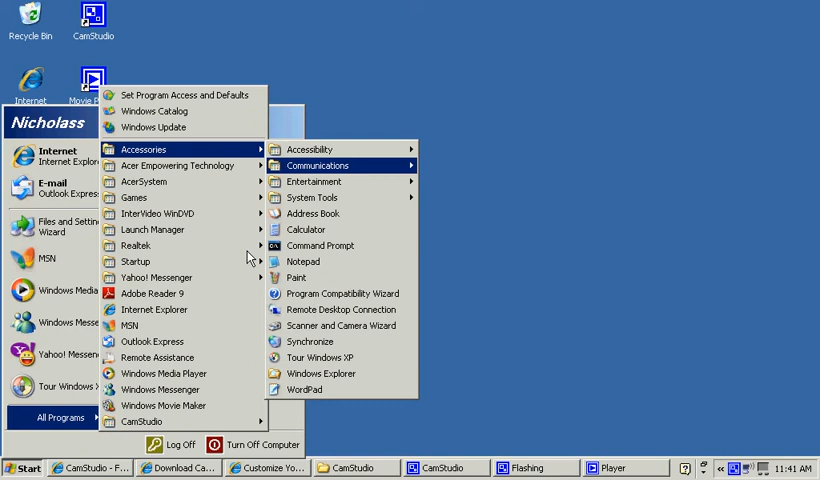 Recycle Bin
CamStudio
Internet
Movie P
Nicholass
Internet
Internet Explor
E-mail
Outlook Expres
Files and Setting
Wizard
MSN
Windows Media
Windows Messe
Yahoo! Messen
Tour Windows X
All Programs
Log Off
Turn Off Computer
Set Program Access and Defaults
Windows Catalog
Windows Update
Accessories
Acer Empowering Technology
AcerSystem
Games
InterVideo WinDVD
Launch Manager
Realtek
Startup
Yahoo! Messenger
Adobe Reader 9
Internet Explorer
MSN
Outlook Express
Remote Assistance
Windows Media Player
Windows Messenger
Windows Movie Maker
CamStudio
Accessibility
Communications
Entertainment
System Tools
Address Book
Calculator
Command Prompt
Notepad
Paint
Program Compatibility Wizard
Remote Desktop Connection
Scanner and Camera Wizard
Synchronize
Tour Windows XP
Windows Explorer
WordPad
Start
CamStudio - F...
Download Ca...
Customize Yo...
CamStudio
CamStudio
Flashing
Player
11:41 AM